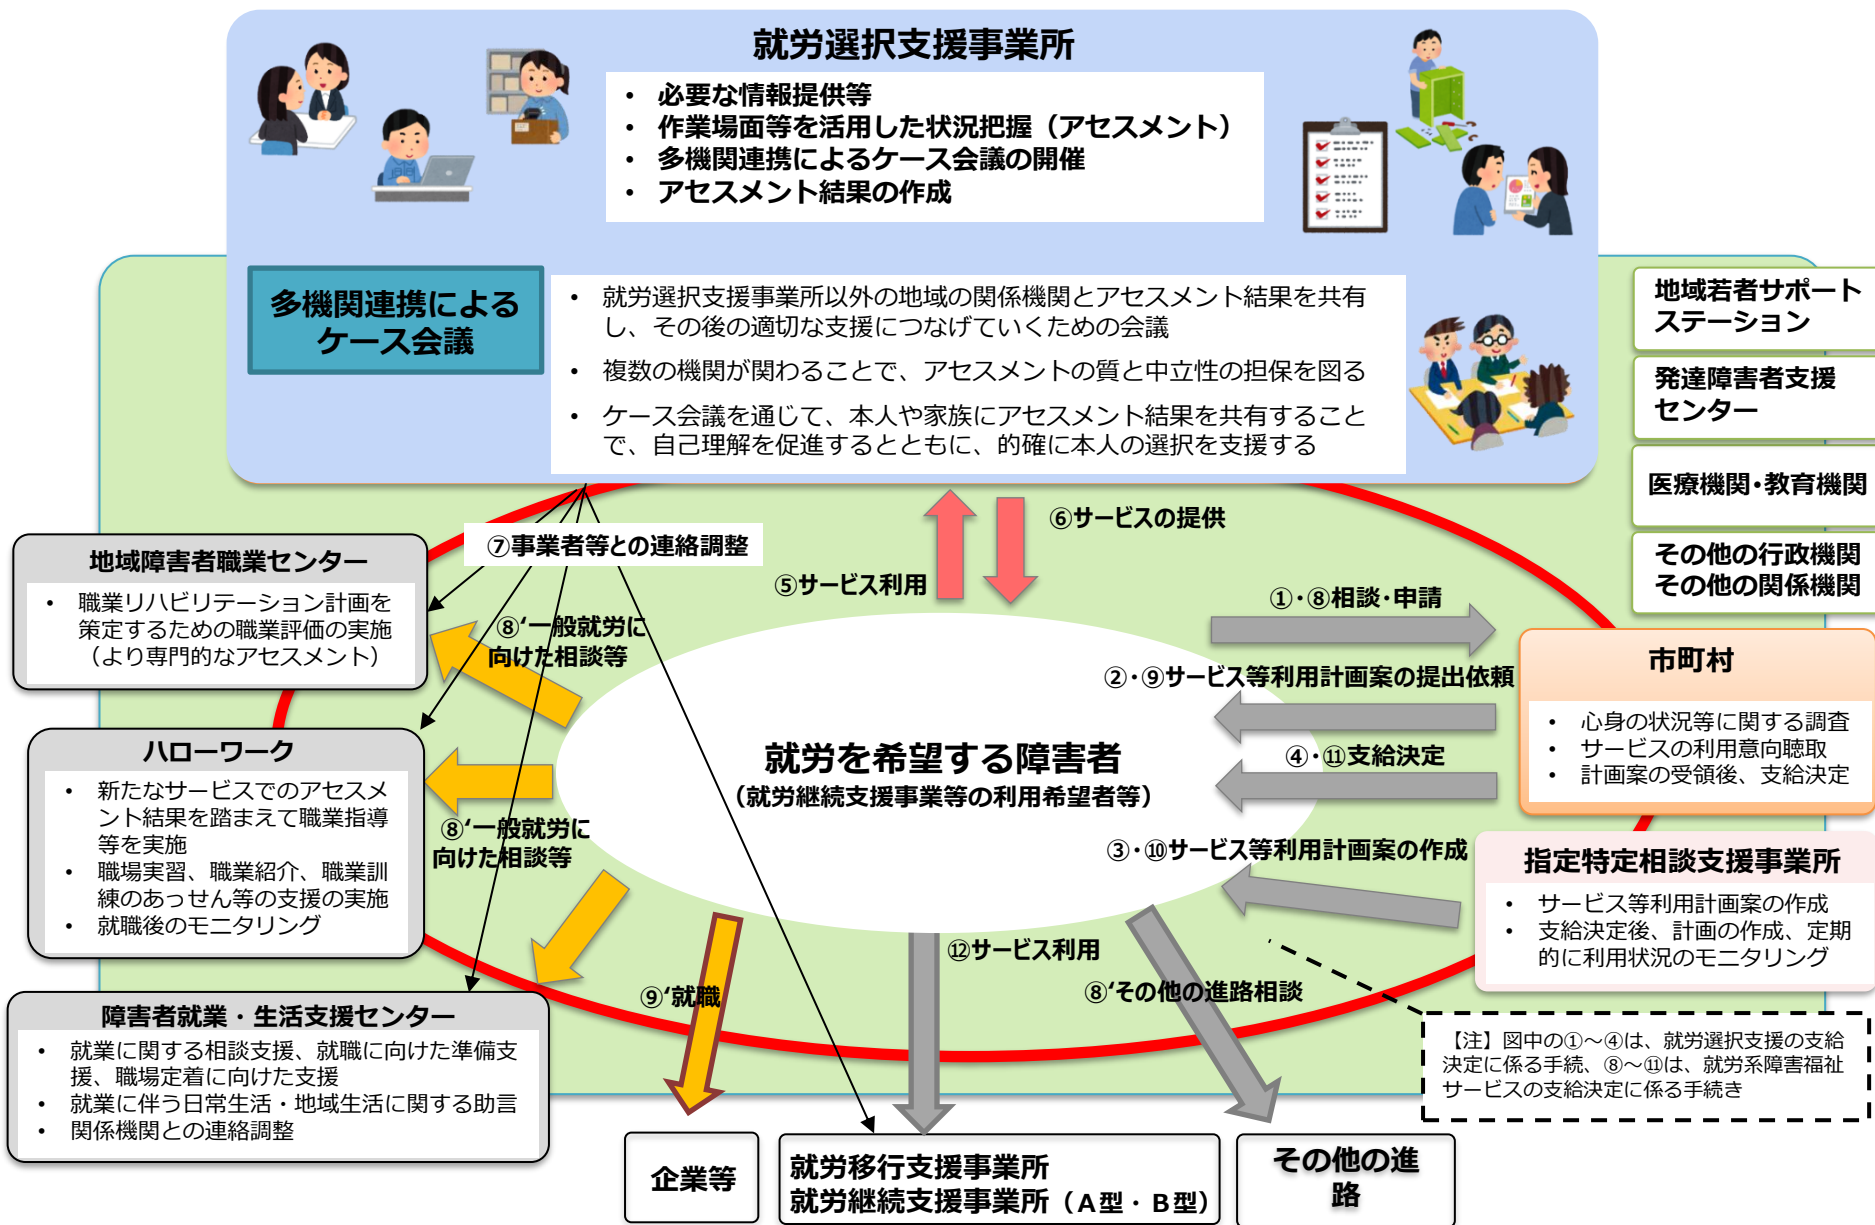 就労選択支援事業所
• 必要な情報提供等
• 作業場面等を活用した状況把握（アセスメント）
• 多機関連携によるケース会議の開催
• アセスメント結果の作成
多機関連携による
ケース会議
• 就労選択支援事業所以外の地域の関係機関とアセスメント結果を共有
し、その後の適切な支援につなげていくための会議
• 複数の機関が関わることで、アセスメントの質と中立性の担保を図る
• ケース会議を通じて、本人や家族にアセスメント結果を共有すること
で、自己理解を促進するとともに、的確に本人の選択を支援する
地域若者サポート
ステーション
発達障害者支援
センター
医療機関・教育機関
その他の行政機関
その他の関係機関
⑥サービスの提供
⑦事業者等との連絡調整
⑤サービス利用
地域障害者職業センター
• 職業リハビリテーション計画を
策定するための職業評価の実施
（より専門的なアセスメント）
⑧‘一般就労に
向けた相談等
①・⑧相談・申請
②・⑨サービス等利用計画案の提出依頼
④・⑪支給決定
③・⑩サービス等利用計画案の作成
市町村
• 心身の状況等に関する調査
• サービスの利用意向聴取
• 計画案の受領後、支給決定
就労を希望する障害者
（就労継続支援事業等の利用希望者等）
ハローワーク
• 新たなサービスでのアセスメ
ント結果を踏まえて職業指導
等を実施
• 職場実習、職業紹介、職業訓
練のあっせん等の支援の実施
• 就職後のモニタリング
⑧‘一般就労に
向けた相談等
指定特定相談支援事業所
• サービス等利用計画案の作成
• 支給決定後、計画の作成、定期
的に利用状況のモニタリング
⑫サービス利用
⑨‘就職
⑧‘その他の進路相談
障害者就業・生活支援センター
• 就業に関する相談支援、就職に向けた準備支
援、職場定着に向けた支援
• 就業に伴う日常生活・地域生活に関する助言
• 関係機関との連絡調整
【注】図中の①～④は、就労選択支援の支給
決定に係る手続、⑧～⑪は、就労系障害福祉
サービスの支給決定に係る手続き
企業等
就労移行支援事業所
就労継続支援事業所（A型・B型）
その他の進
路